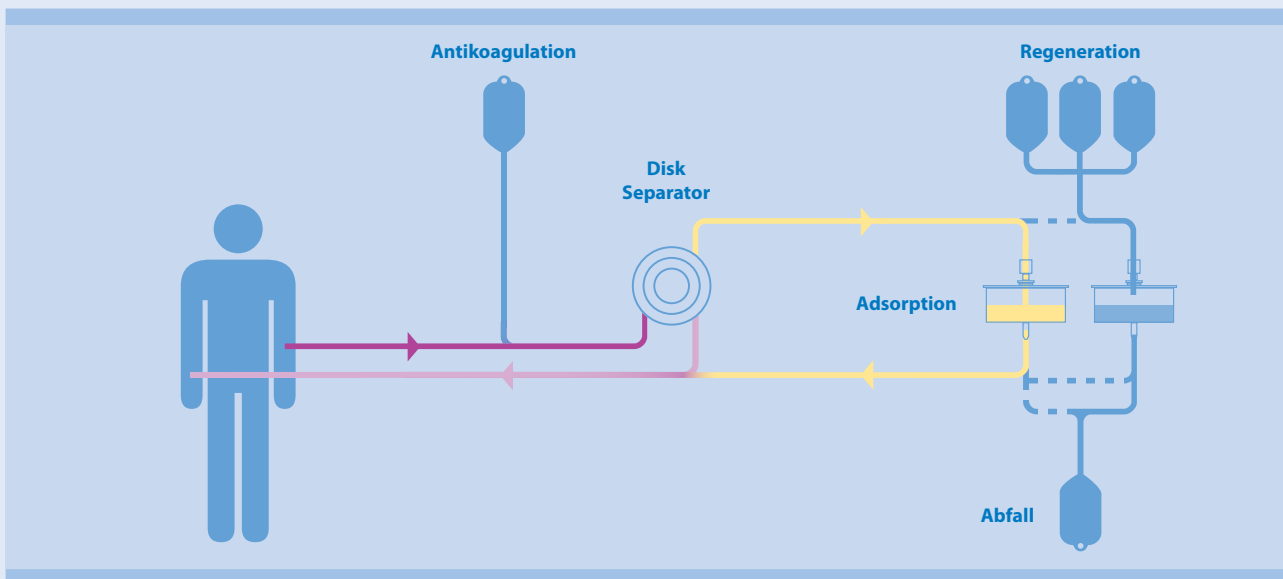 Antikoagulation
Regeneration
Disk
Separator
Adsorption
Abfall